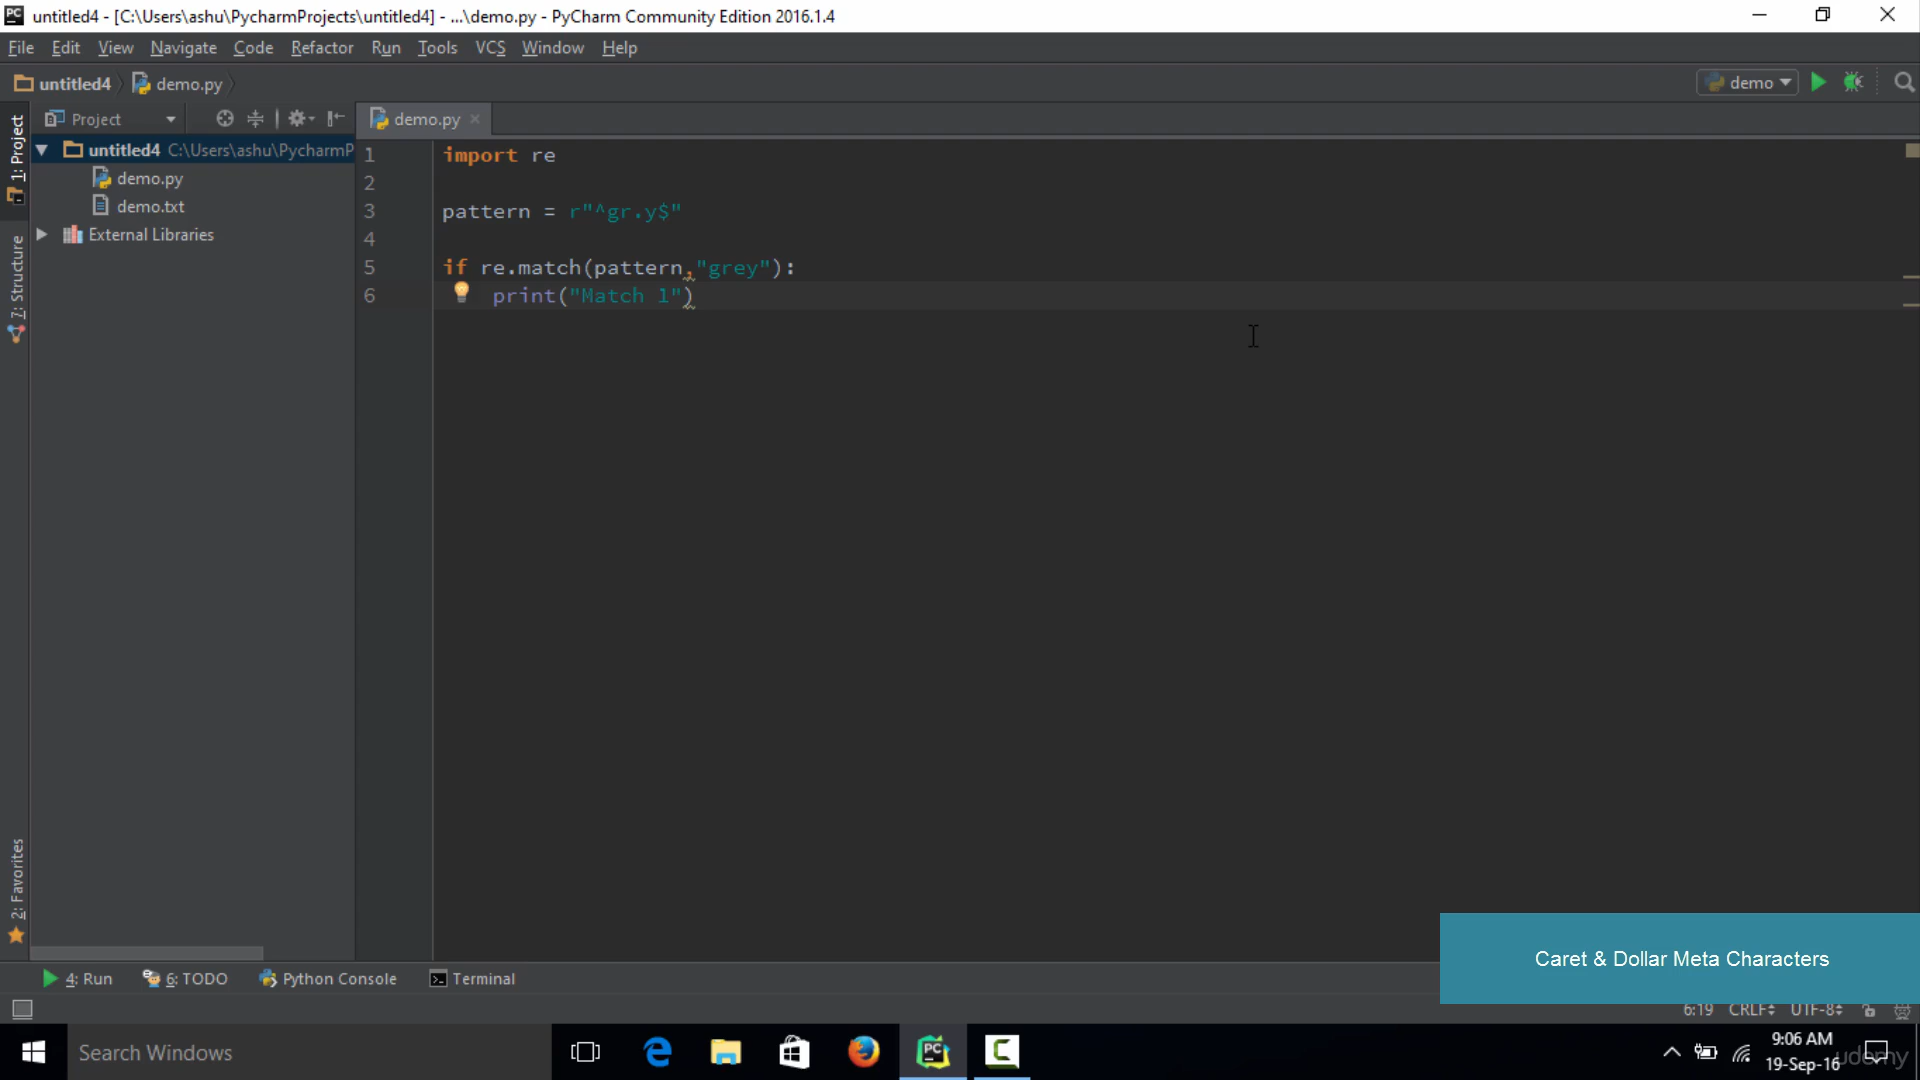 PC untitled4 - [C:\Users\ashu\PycharmProjects\untitled4] - ...\demo.py - PyCharm Community Edition 2016.1.4
File Edit View Navigate Code Refactor Run Tools VCS Window Help
untitled4 demo.py demo
Project demo.py
1: Project
untitled4 C:\Users\ashu\PycharmP
demo.py
demo.txt
External Libraries
7: Structure
2: Favorites
1 import re
2
3 pattern = r"^gr.y$"
4
5 if re.match(pattern,"grey"):
6 print("Match 1")
Caret & Dollar Meta Characters
4: Run 6: TODO Python Console Terminal
6:19 CRLF UTF-8
Search Windows
PC
C
9:06 AM
19-Sep-16
udemy